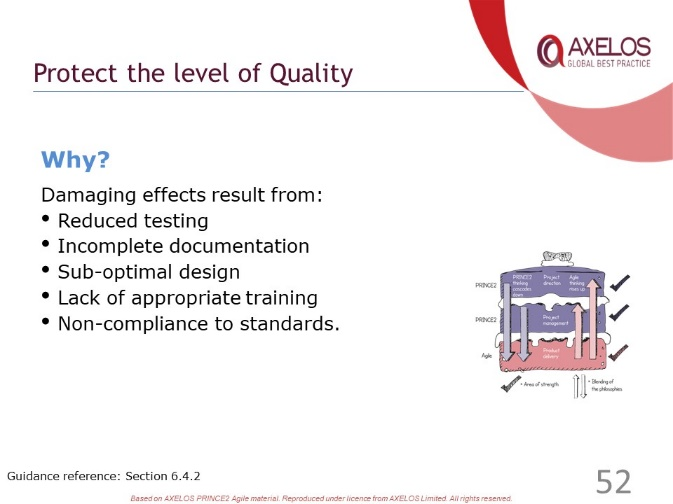 AXELOS
GLOBAL BEST PRACTICE
Protect the level of Quality
Why?
Damaging effects result from:
• Reduced testing
• Incomplete documentation
• Sub-optimal design
• Lack of appropriate training
• Non-compliance to standards.
PRINCE2
PRINCE2
thinking
cascades
down
Project
direction
Agile
thinking
rises up
PRINCE2
Project
management
Agile
Product
delivery
= Area of strength
= Blending of
the philosophies
Guidance reference: Section 6.4.2
52
Based on AXELOS PRINCE2 Agile material. Reproduced under licence from AXELOS Limited. All rights reserved.